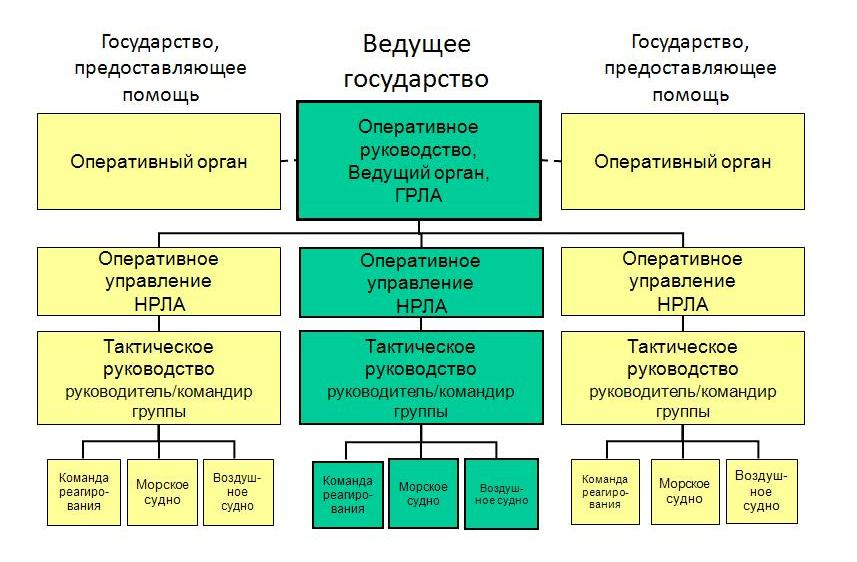 Государство,
предоставляющее
помощь
Ведущее
государство
Государство,
предоставляющее
помощь
Оперативный орган
Оперативное
руководство,
Ведущий орган,
ГРЛА
Оперативный орган
Оперативное
управление
НРЛА
Оперативное
управление
НРЛА
Оперативное
управление
НРЛА
Тактическое
руководство
руководитель/командир
группы
Тактическое
руководство
руководитель/командир
группы
Тактическое
руководство
руководитель/командир
группы
Команда
реагиро-
вания
Морское
судно
Воздуш-
ное
судно
Команда
реагиро-
вания
Морское
судно
Воздуш-
ное судно
Команда
реагиро-
вания
Морское
судно
Воздуш-
ное
судно